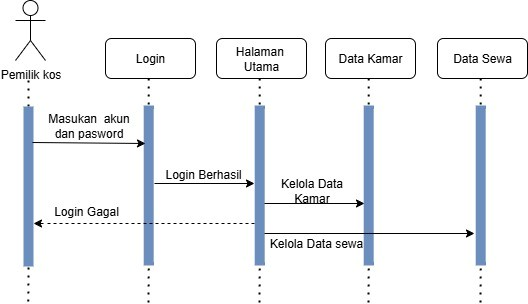 Pemilik kos
Login
Halaman
Utama
Data Kamar
Data Sewa
Masukan akun
dan pasword
Login Berhasil
Kelola Data
Kamar
Login Gagal
Kelola Data sewa